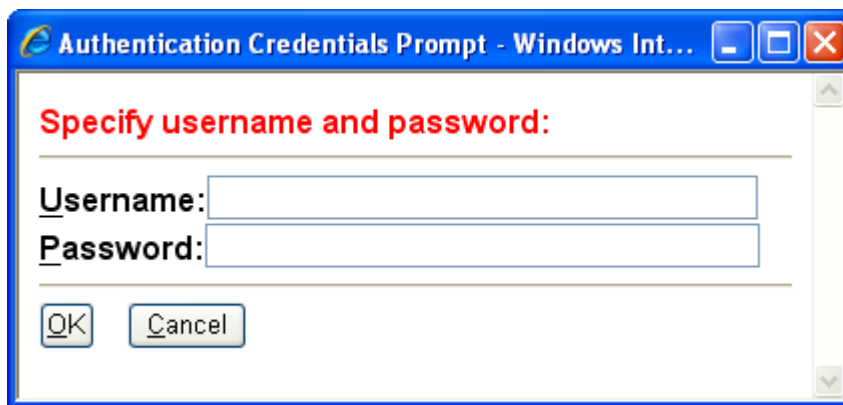 Authentication Credentials Prompt - Windows Int...
Specify username and password:
Username:
Password:
OK Cancel